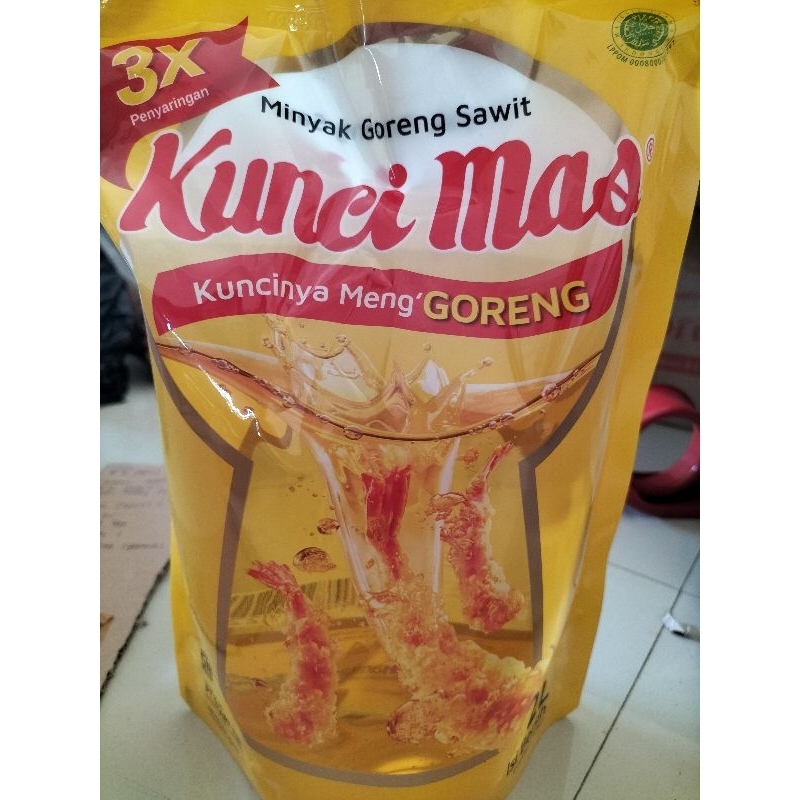 3X
Penyaringan
Minyak Goreng Sawit
Kunci Mas®
Kuncinya Meng'GORENG